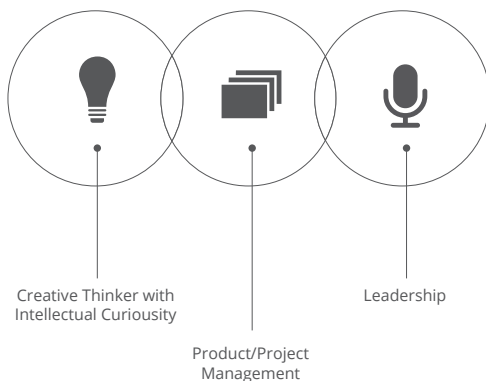 Creative Thinker with
Intellectual Curiousity
Leadership
Product/Project
Management